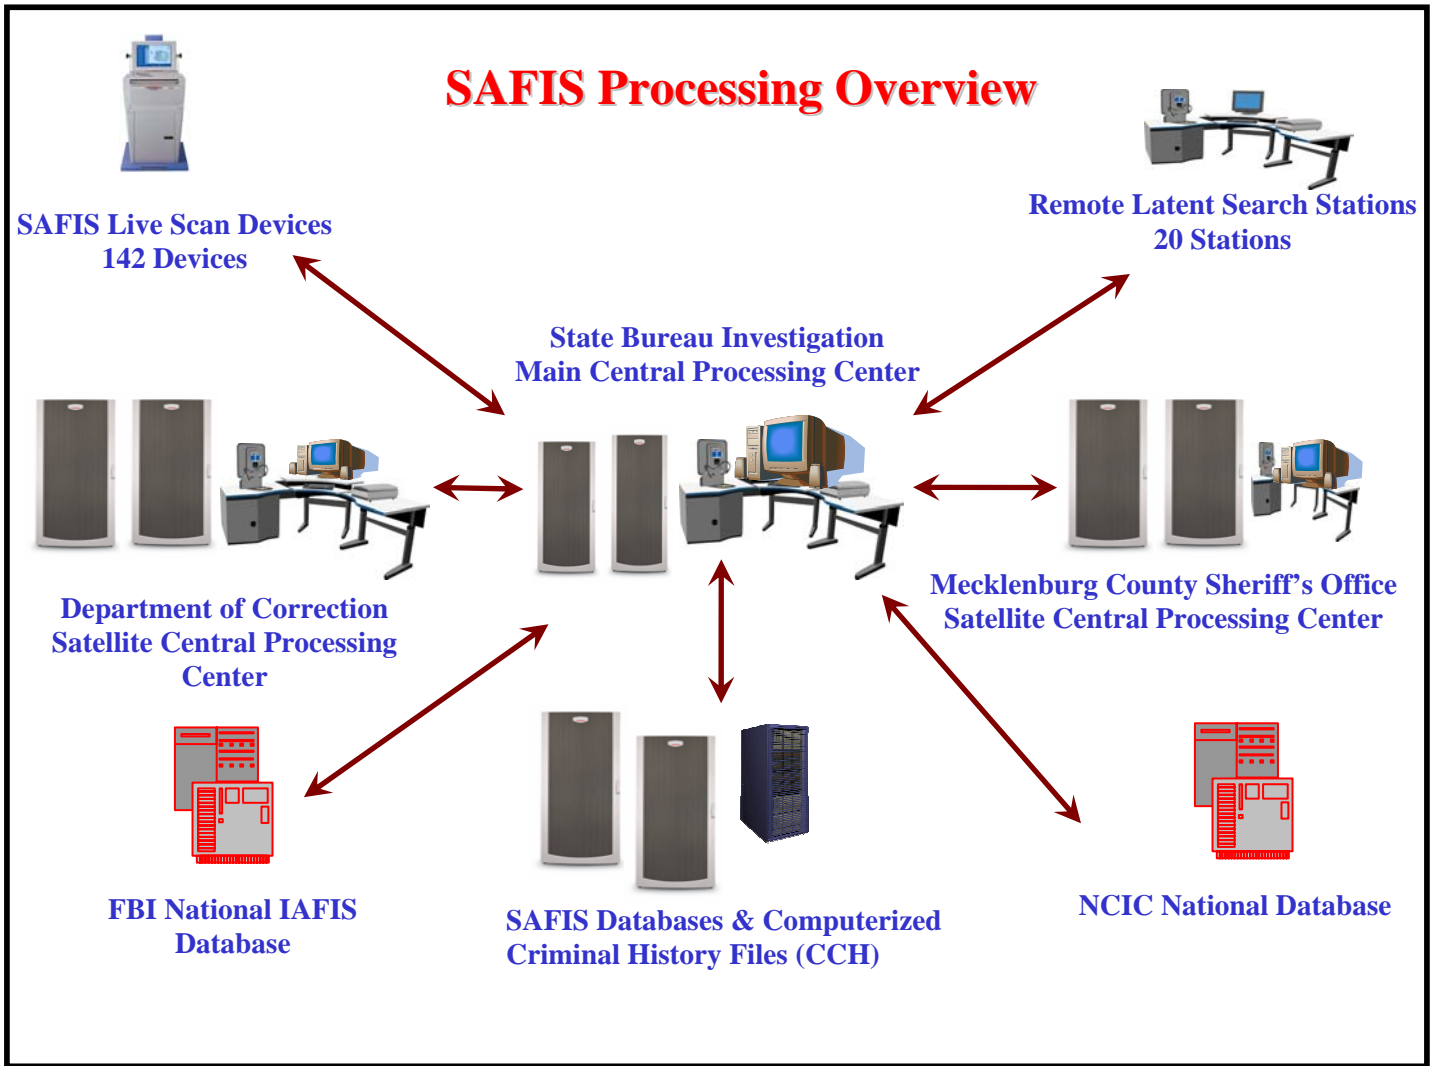 SAFIS Processing Overview
SAFIS Live Scan Devices
142 Devices
Remote Latent Search Stations
20 Stations
State Bureau Investigation
Main Central Processing Center
Department of Correction
Satellite Central Processing
Center
Mecklenburg County Sheriff’s Office
Satellite Central Processing Center
FBI National IAFIS
Database
SAFIS Databases & Computerized
Criminal History Files (CCH)
NCIC National Database